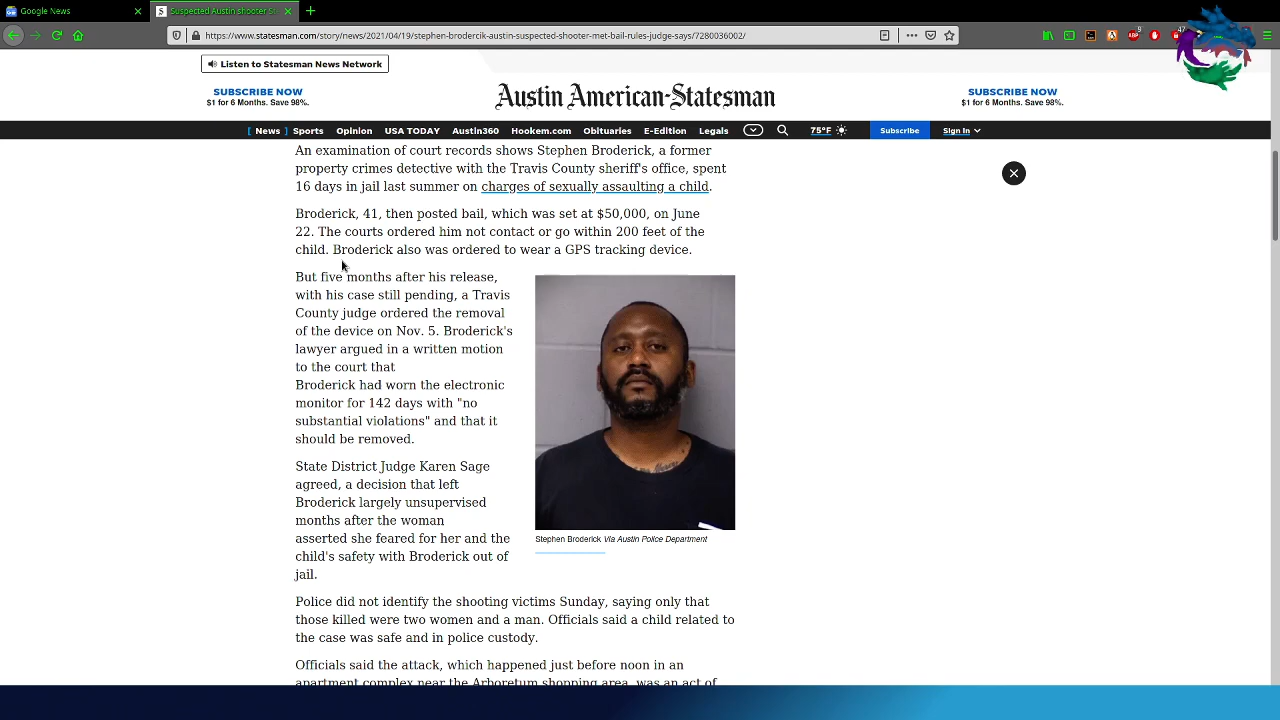 Google News
Suspected Austin shooter St
https://www.statesman.com/story/news/2021/04/19/stephen-broderick-austin-suspected-shooter-met-bail-rules-judge-says/7280036002/
Listen to Statesman News Network
SUBSCRIBE NOW
$1 for 6 Months. Save 98%.
Austin American-Statesman
SUBSCRIBE NOW
$1 for 6 Months. Save 98%.
[ News ] Sports Opinion USA TODAY Austin360 Hookem.com Obituaries E-Edition Legals 75°F Subscribe Sign In
An examination of court records shows Stephen Broderick, a former
property crimes detective with the Travis County sheriff's office, spent
16 days in jail last summer on charges of sexually assaulting a child.
Broderick, 41, then posted bail, which was set at $50,000, on June
22. The courts ordered him not contact or go within 200 feet of the
child. Broderick also was ordered to wear a GPS tracking device.
But five months after his release,
with his case still pending, a Travis
County judge ordered the removal
of the device on Nov. 5. Broderick's
lawyer argued in a written motion
to the court that
Broderick had worn the electronic
monitor for 142 days with "no
substantial violations" and that it
should be removed.
State District Judge Karen Sage
agreed, a decision that left
Broderick largely unsupervised
months after the woman
asserted she feared for her and the
child's safety with Broderick out of
jail.
Stephen Broderick Via Austin Police Department
Police did not identify the shooting victims Sunday, saying only that
those killed were two women and a man. Officials said a child related to
the case was safe and in police custody.
Officials said the attack, which happened just before noon in an
apartment complex near the Arboretum shopping area, was an act of